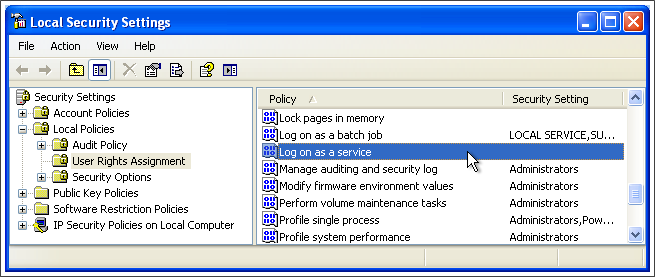 Local Security Settings
File Action View Help
Security Settings
Account Policies
Local Policies
Audit Policy
User Rights Assignment
Security Options
Public Key Policies
Software Restriction Policies
IP Security Policies on Local Computer
Policy Security Setting
Lock pages in memory
Log on as a batch job LOCAL SERVICE,SU...
Log on as a service
Manage auditing and security log Administrators
Modify firmware environment values Administrators
Perform volume maintenance tasks Administrators
Profile single process Administrators,Pow...
Profile system performance Administrators